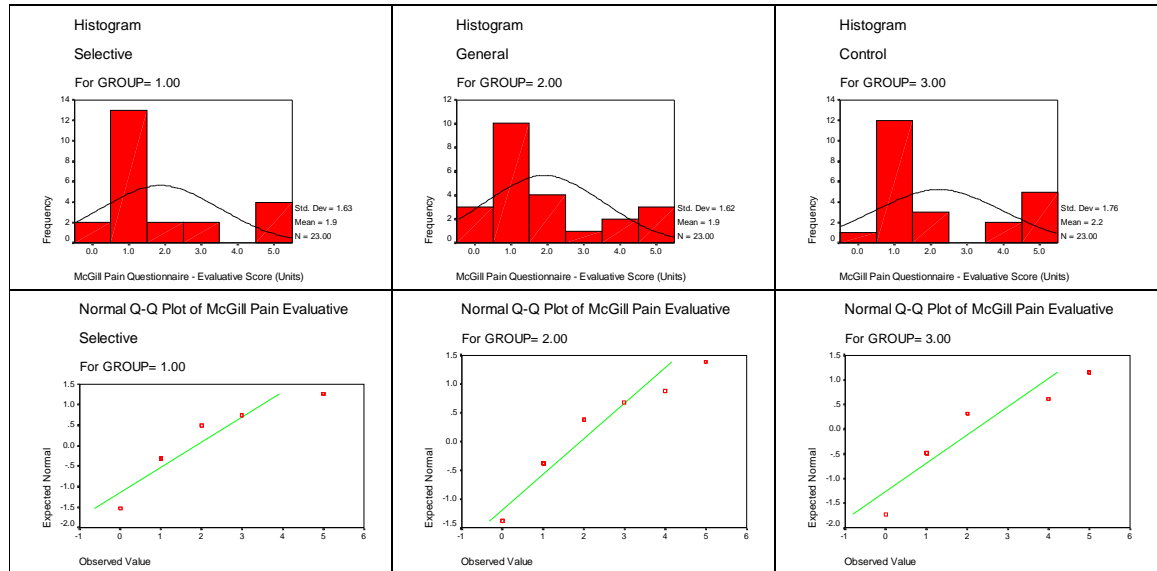 Histogram
Selective
For GROUP= 1.00
14
12
10
8
6
4
2
0
Frequency
0.0 1.0 2.0 3.0 4.0 5.0
Std. Dev = 1.63
Mean = 1.9
N = 23.00
McGill Pain Questionnaire - Evaluative Score (Units)
Histogram
General
For GROUP= 2.00
12
10
8
6
4
2
0
Frequency
0.0 1.0 2.0 3.0 4.0 5.0
Std. Dev = 1.62
Mean = 1.9
N = 23.00
McGill Pain Questionnaire - Evaluative Score (Units)
Histogram
Control
For GROUP= 3.00
14
12
10
8
6
4
2
0
Frequency
0.0 1.0 2.0 3.0 4.0 5.0
Std. Dev = 1.76
Mean = 2.2
N = 23.00
McGill Pain Questionnaire - Evaluative Score (Units)
Normal Q-Q Plot of McGill Pain Evaluative
Selective
For GROUP= 1.00
1.5
1.0
.5
0.0
-.5
-1.0
-1.5
-2.0
Expected Normal
-1 0 1 2 3 4 5 6
Observed Value
Normal Q-Q Plot of McGill Pain Evaluative
For GROUP= 2.00
1.5
1.0
.5
0.0
-.5
-1.0
-1.5
Expected Normal
-1 0 1 2 3 4 5 6
Observed Value
Normal Q-Q Plot of McGill Pain Evaluative
For GROUP= 3.00
1.5
1.0
.5
0.0
-.5
-1.0
-1.5
-2.0
Expected Normal
-1 0 1 2 3 4 5 6
Observed Value